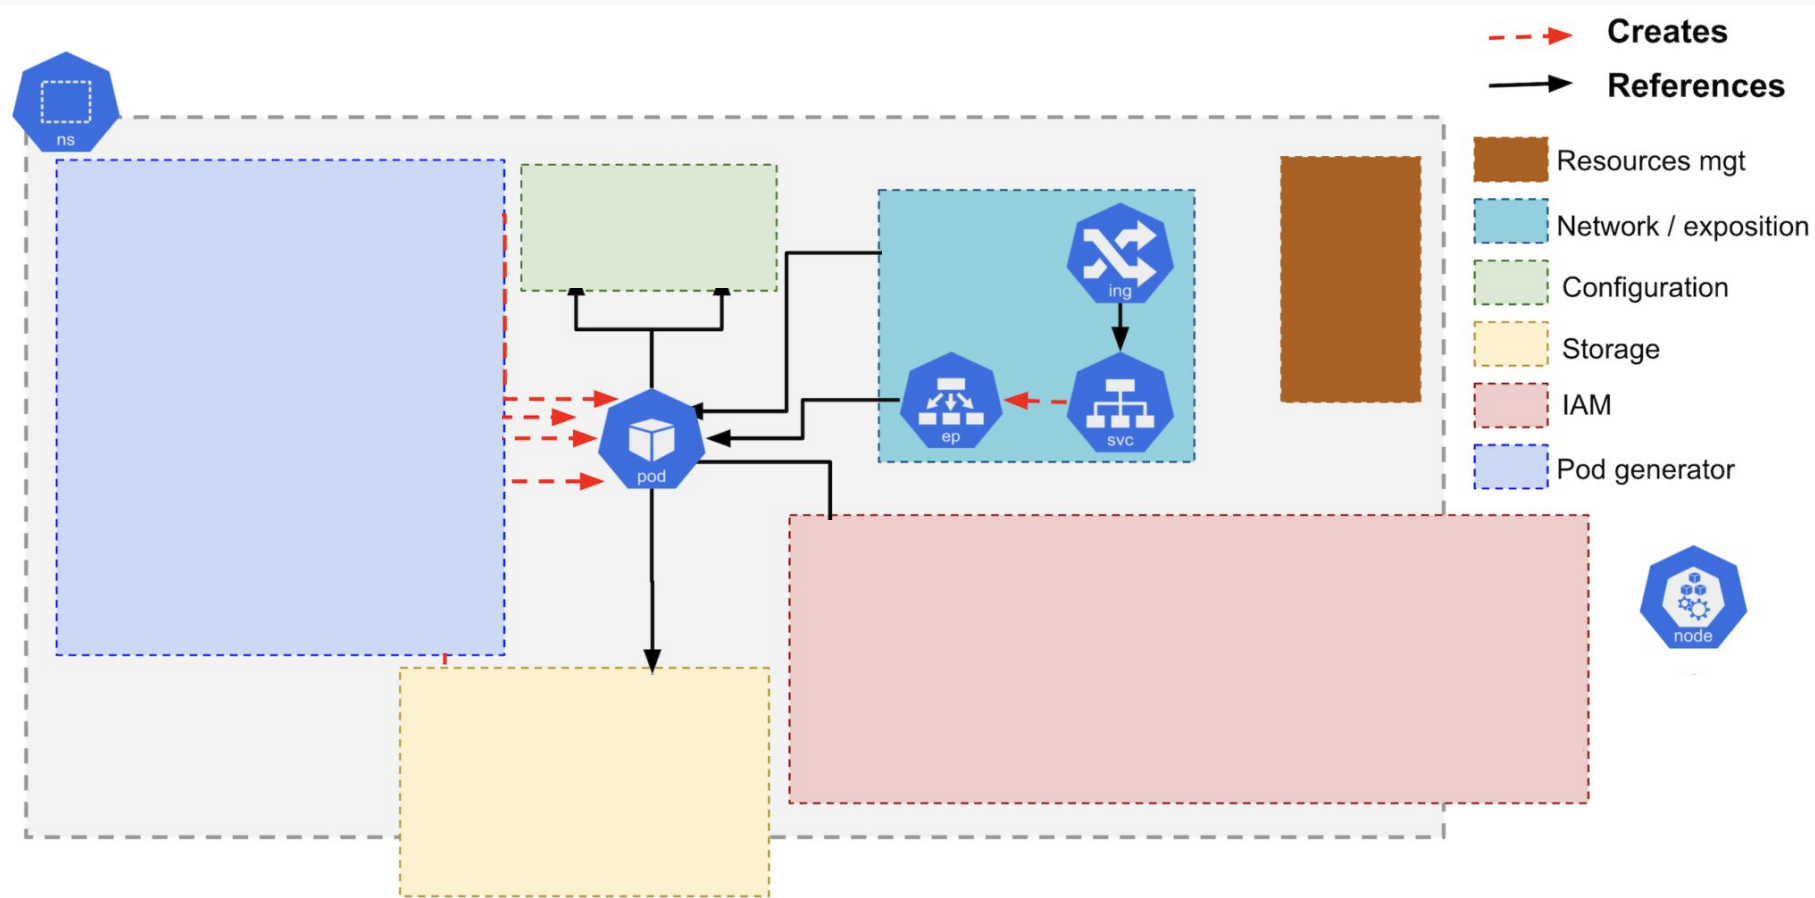 Creates
References
ns
Resources mgt
Network / exposition
ing
Configuration
Storage
IAM
ep
svc
Pod generator
pod
node